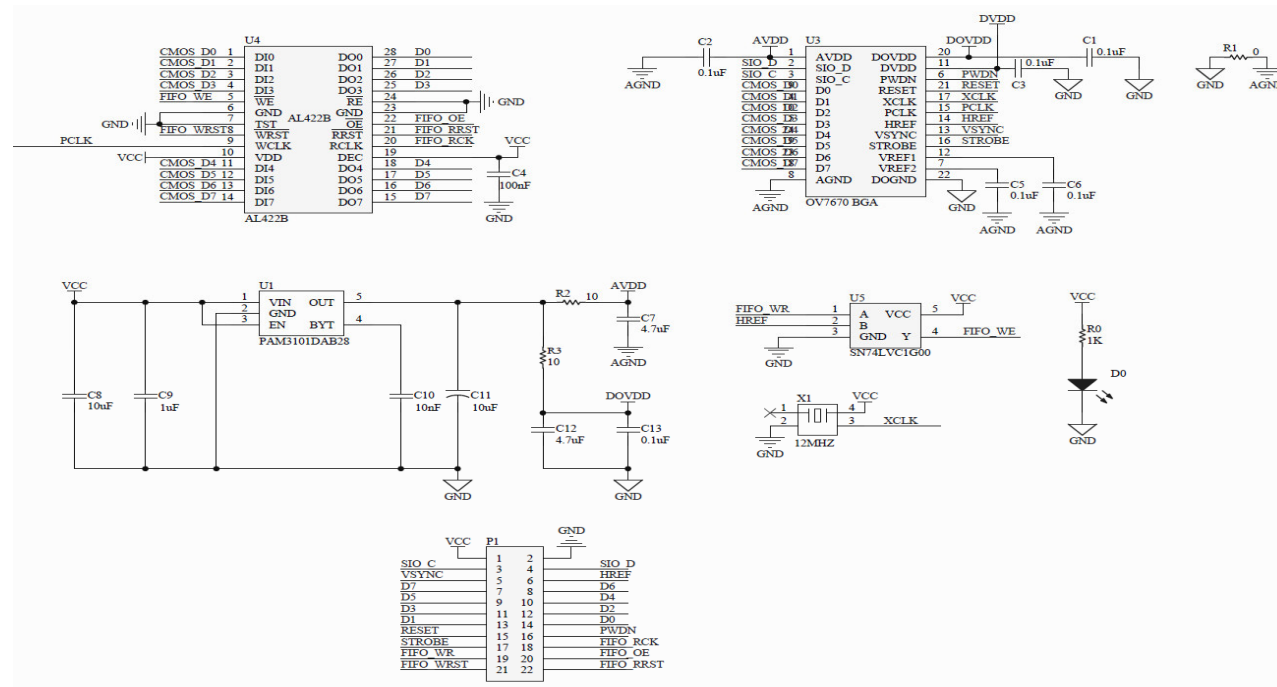 U4
CMOS_D0 1 DI0 DO0 28 D0
CMOS_D1 2 DI1 DO1 27 D1
CMOS_D2 3 DI2 DO2 26 D2
CMOS_D3 4 DI3 DO3 25 D3
FIFO_WE 5 WE RE 24
6 GND GND 23 GND
GND 7 TST AL422B OE 22 FIFO_OE
FIFO_WRST 8 WRST RRST 21 FIFO_RRST
PCLK 9 WCLK RCLK 20 FIFO_RCK
VCC 10 VDD DEC 19 VCC
CMOS_D4 11 DI4 DO4 18 D4
CMOS_D5 12 DI5 DO5 17 D5
CMOS_D6 13 DI6 DO6 16 D6
CMOS_D7 14 DI7 DO7 15 D7
AL422B
C4
100nF
GND
DVDD
C2 AVDD U3 DOVDD C1
0.1uF 1 AVDD DOVDD 20 0.1uF
AGND
SIO_D 2 SIO_D DVDD 11 0.1uF
SIO_C 3 SIO_C PWDN 6 PWDN C3
CMOS_D0 D0 RESET 21 RESET GND GND
CMOS_D1 D1 XCLK 17 XCLK
CMOS_D2 D2 PCLK 15 PCLK
CMOS_D3 D3 HREF 14 HREF
CMOS_D4 D4 VSYNC 13 VSYNC
CMOS_D5 D5 STROBE 16 STROBE
CMOS_D6 D6 VREF1 12
CMOS_D7 D7 VREF2 7
8 AGND DOGND 22
AGND OV7670 BGA GND
C5 C6
0.1uF 0.1uF
AGND AGND
R1
0
GND AGND
VCC U1 AVDD
1 VIN OUT 5 R2 10
2 GND
3 EN BYT 4
PAM3101DAB28
C7
4.7uF
AGND
R3
10
DOVDD
C8 C9 C10 C11
10uF 1uF 10nF 10uF
C12 C13
4.7uF 0.1uF
GND GND
U5 VCC
FIFO_WR 1 A VCC 5
HREF 2 B
3 GND Y 4 FIFO_WE
GND SN74LVC1G00
X1 VCC
1 4
2 3 XCLK
GND 12MHZ
VCC
R0
1K
D0
GND
GND
VCC P1
1 2
SIO_C 3 4 SIO_D
VSYNC 5 6 HREF
D7 7 8 D6
D5 9 10 D4
D3 11 12 D2
D1 13 14 D0
RESET 15 16 PWDN
STROBE 17 18 FIFO_RCK
FIFO_WR 19 20 FIFO_OE
FIFO_WRST 21 22 FIFO_RRST